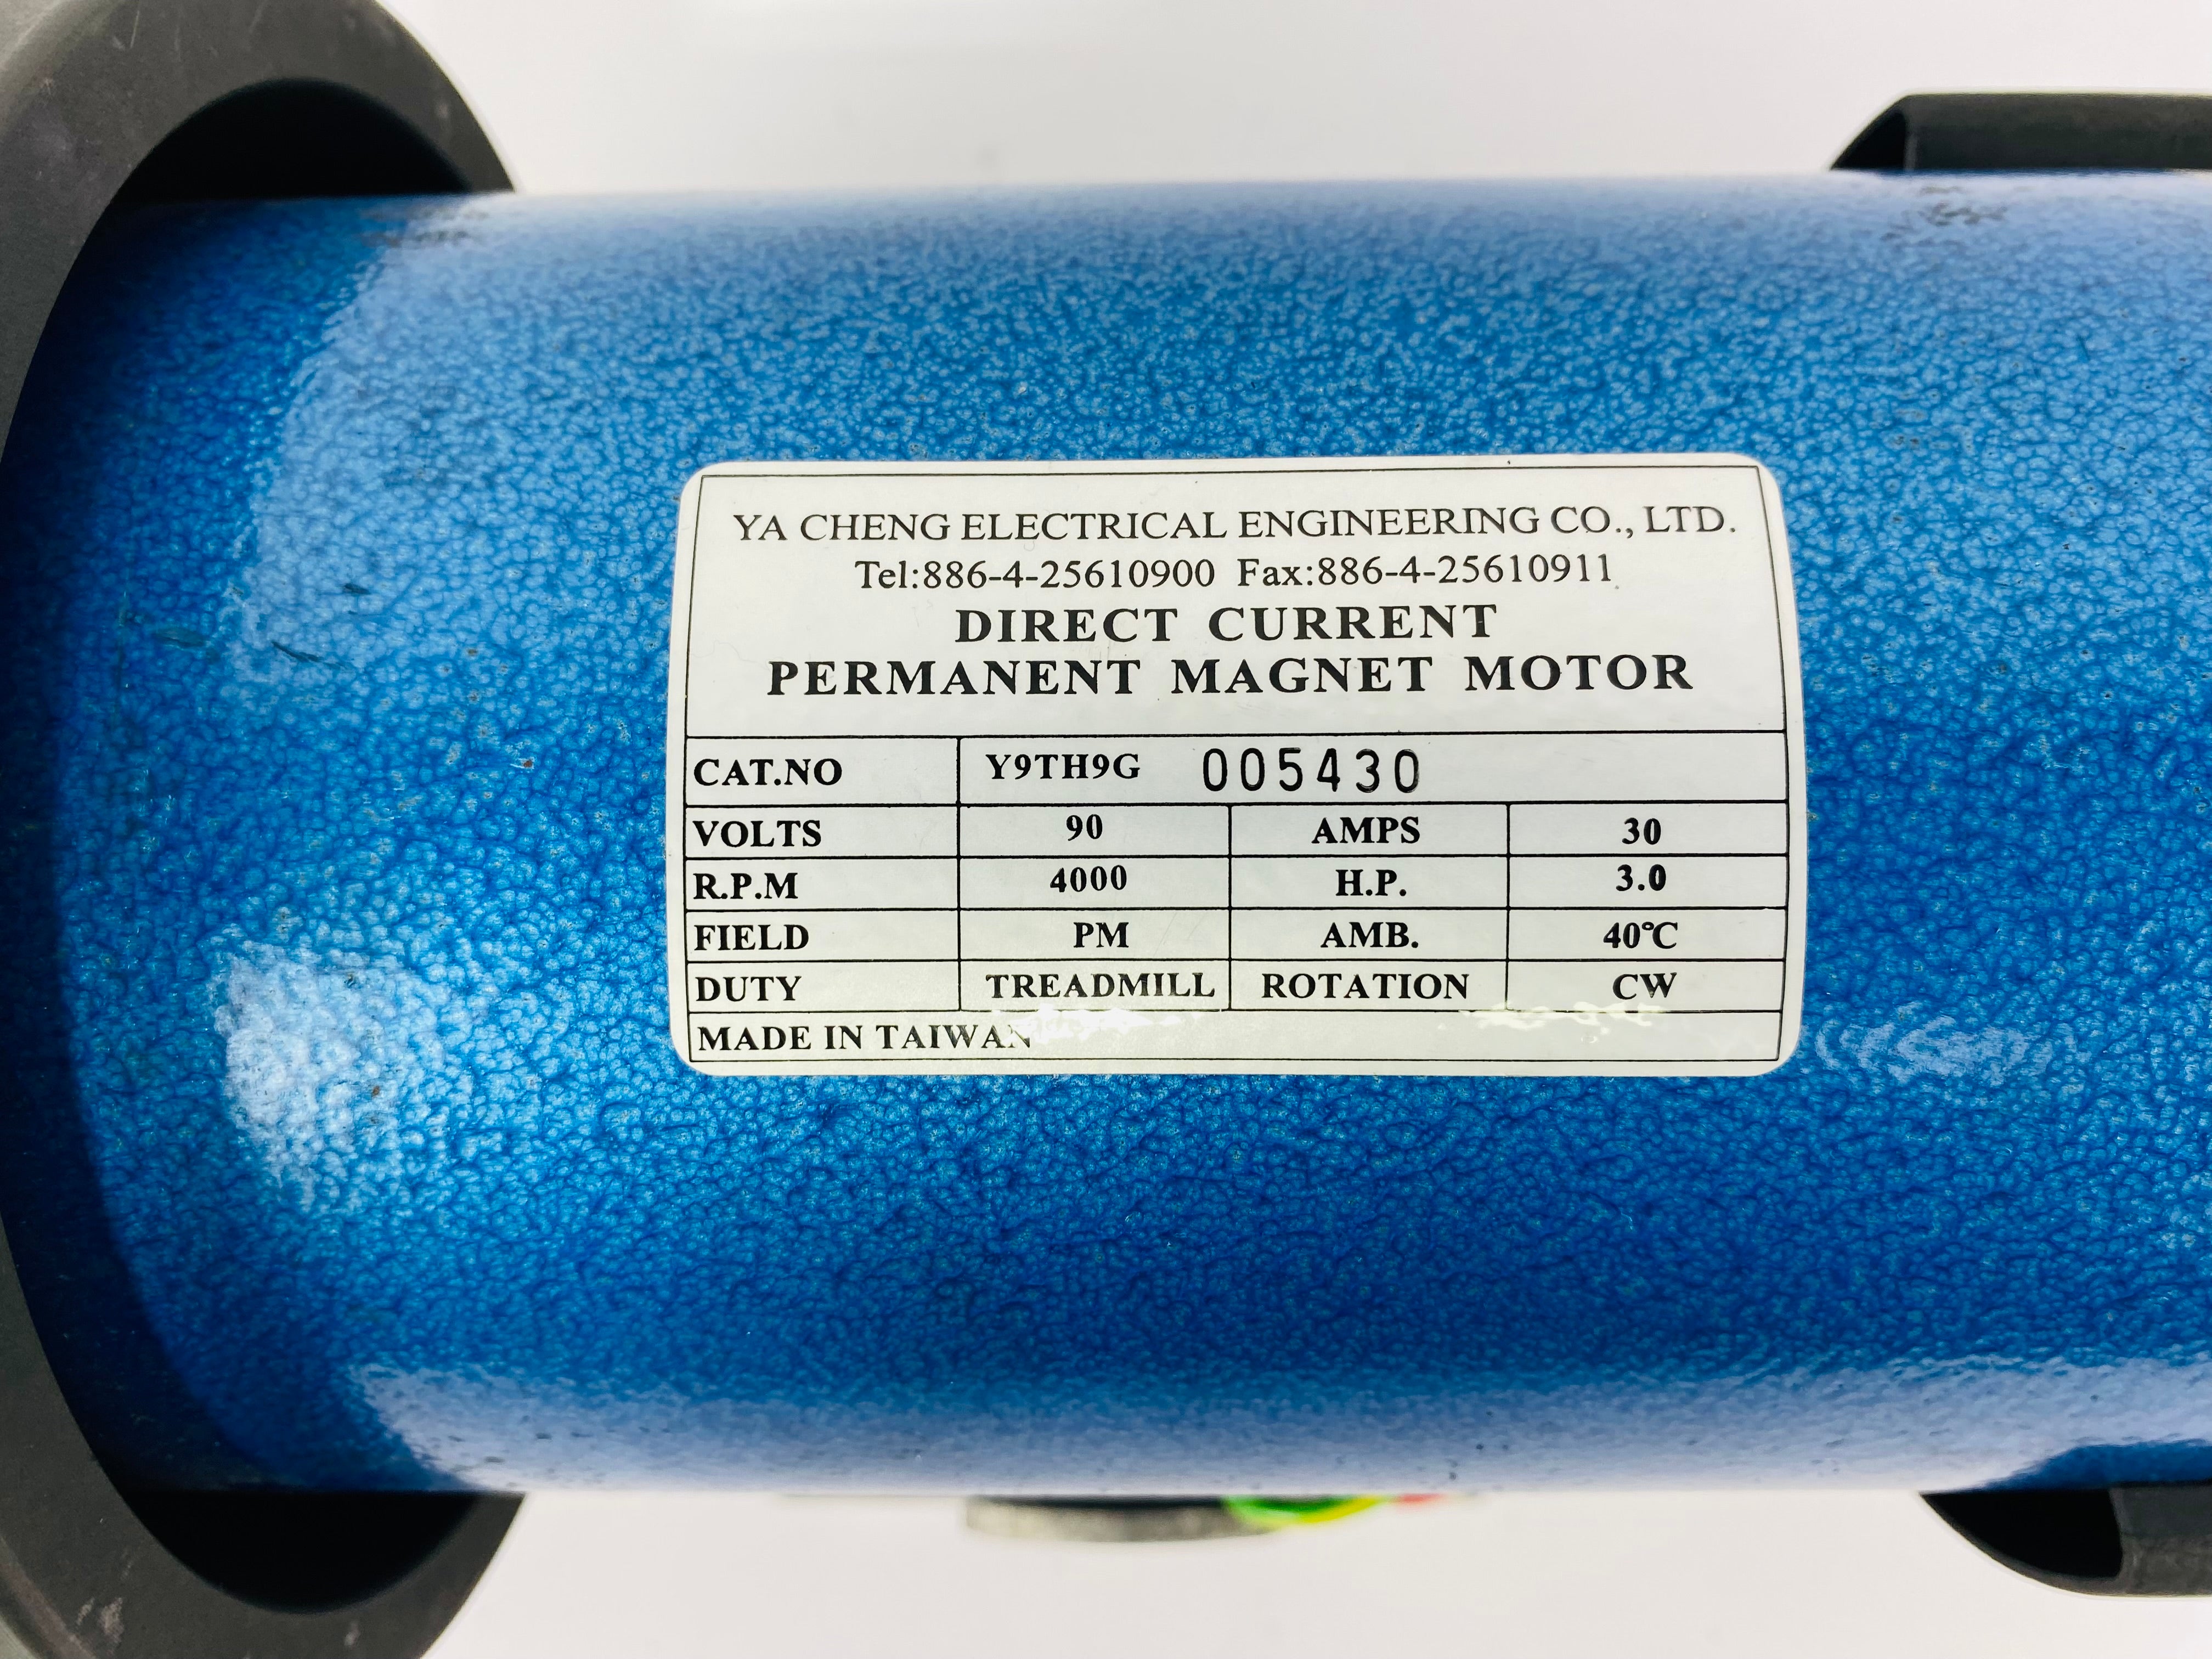 YA CHENG ELECTRICAL ENGINEERING CO., LTD.
Tel:886-4-25610900 Fax:886-4-25610911
DIRECT CURRENT
PERMANENT MAGNET MOTOR
CAT.NO Y9TH9G 005430
VOLTS 90 AMPS 30
R.P.M 4000 H.P. 3.0
FIELD PM AMB. 40°C
DUTY TREADMILL ROTATION CW
MADE IN TAIWAN